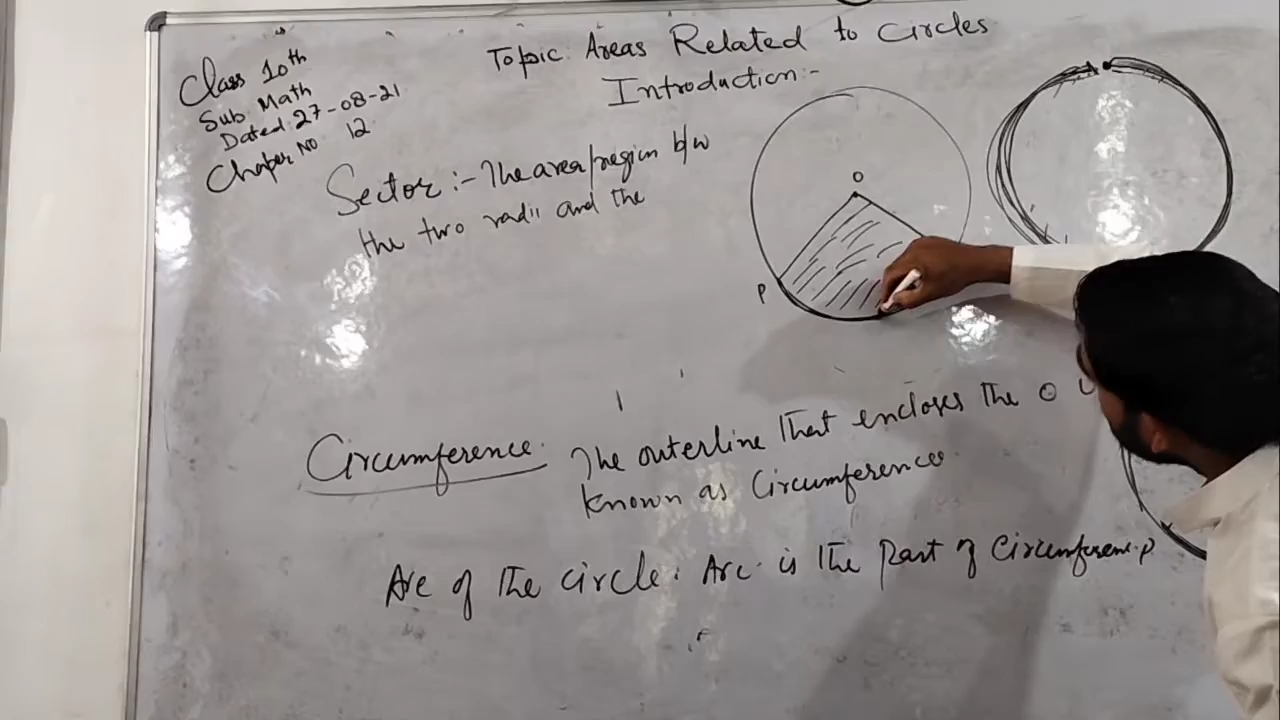 Class 10th
Sub Math
Dated 27-08-21
Chapter No 12
Topic Areas Related to Circles
Introduction:-
Sector:- The area/region b/w
the two radii and the
O
P
Circumference. The outerline that encloses the O
known as Circumference
Arc of the circle. Arc is the part of
P